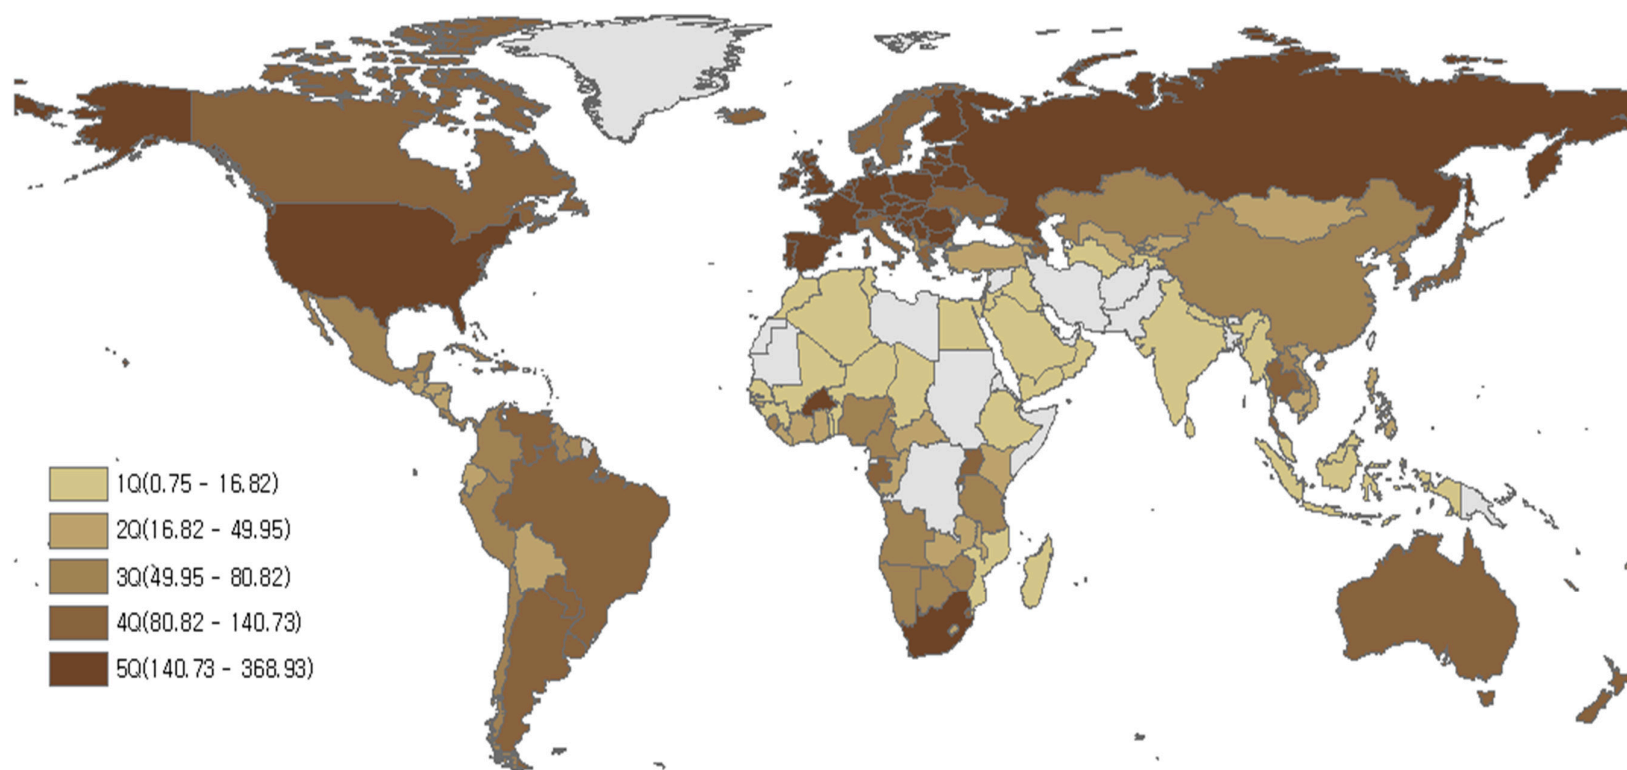 1Q(0.75 - 16.82)
2Q(16.82 - 49.95)
3Q(49.95 - 80.82)
4Q(80.82 - 140.73)
5Q(140.73 - 368.93)